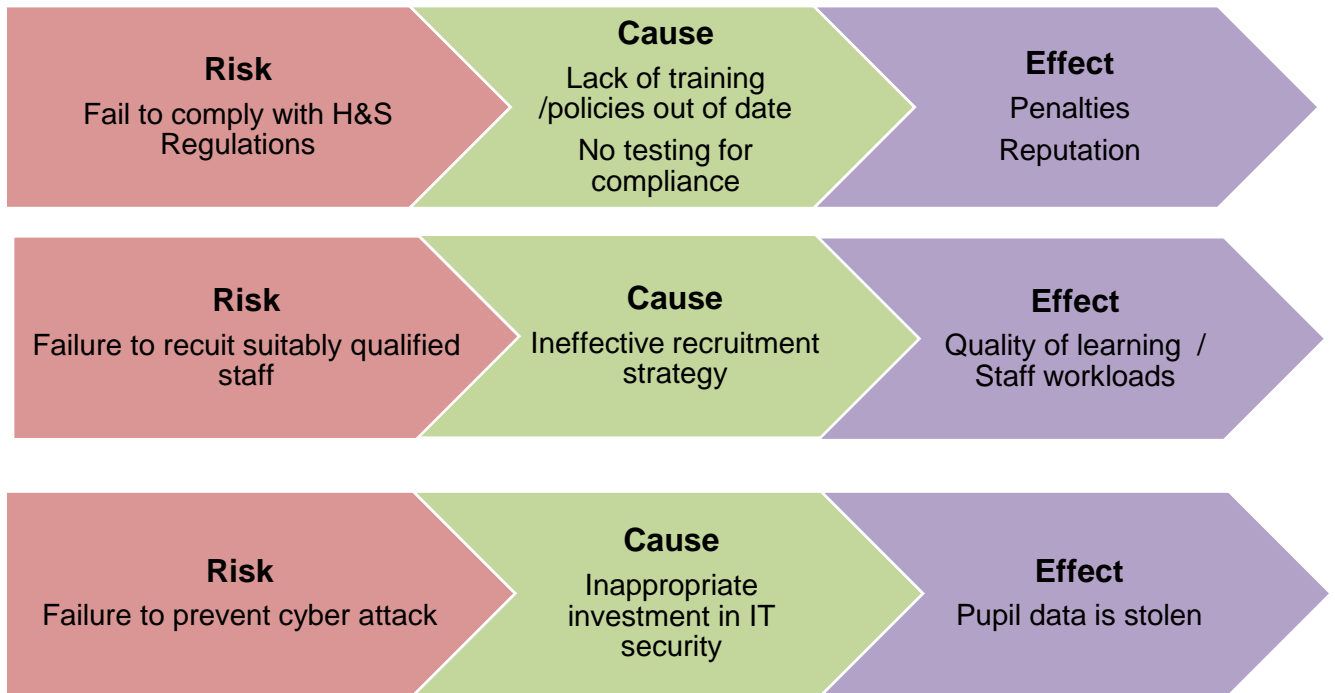 Risk
Fail to comply with H&S
Regulations
Cause
Lack of training
/policies out of date
No testing for
compliance
Effect
Penalties
Reputation
Risk
Failure to recuit suitably qualified
staff
Cause
Ineffective recruitment
strategy
Effect
Quality of learning /
Staff workloads
Risk
Failure to prevent cyber attack
Cause
Inappropriate
investment in IT
security
Effect
Pupil data is stolen